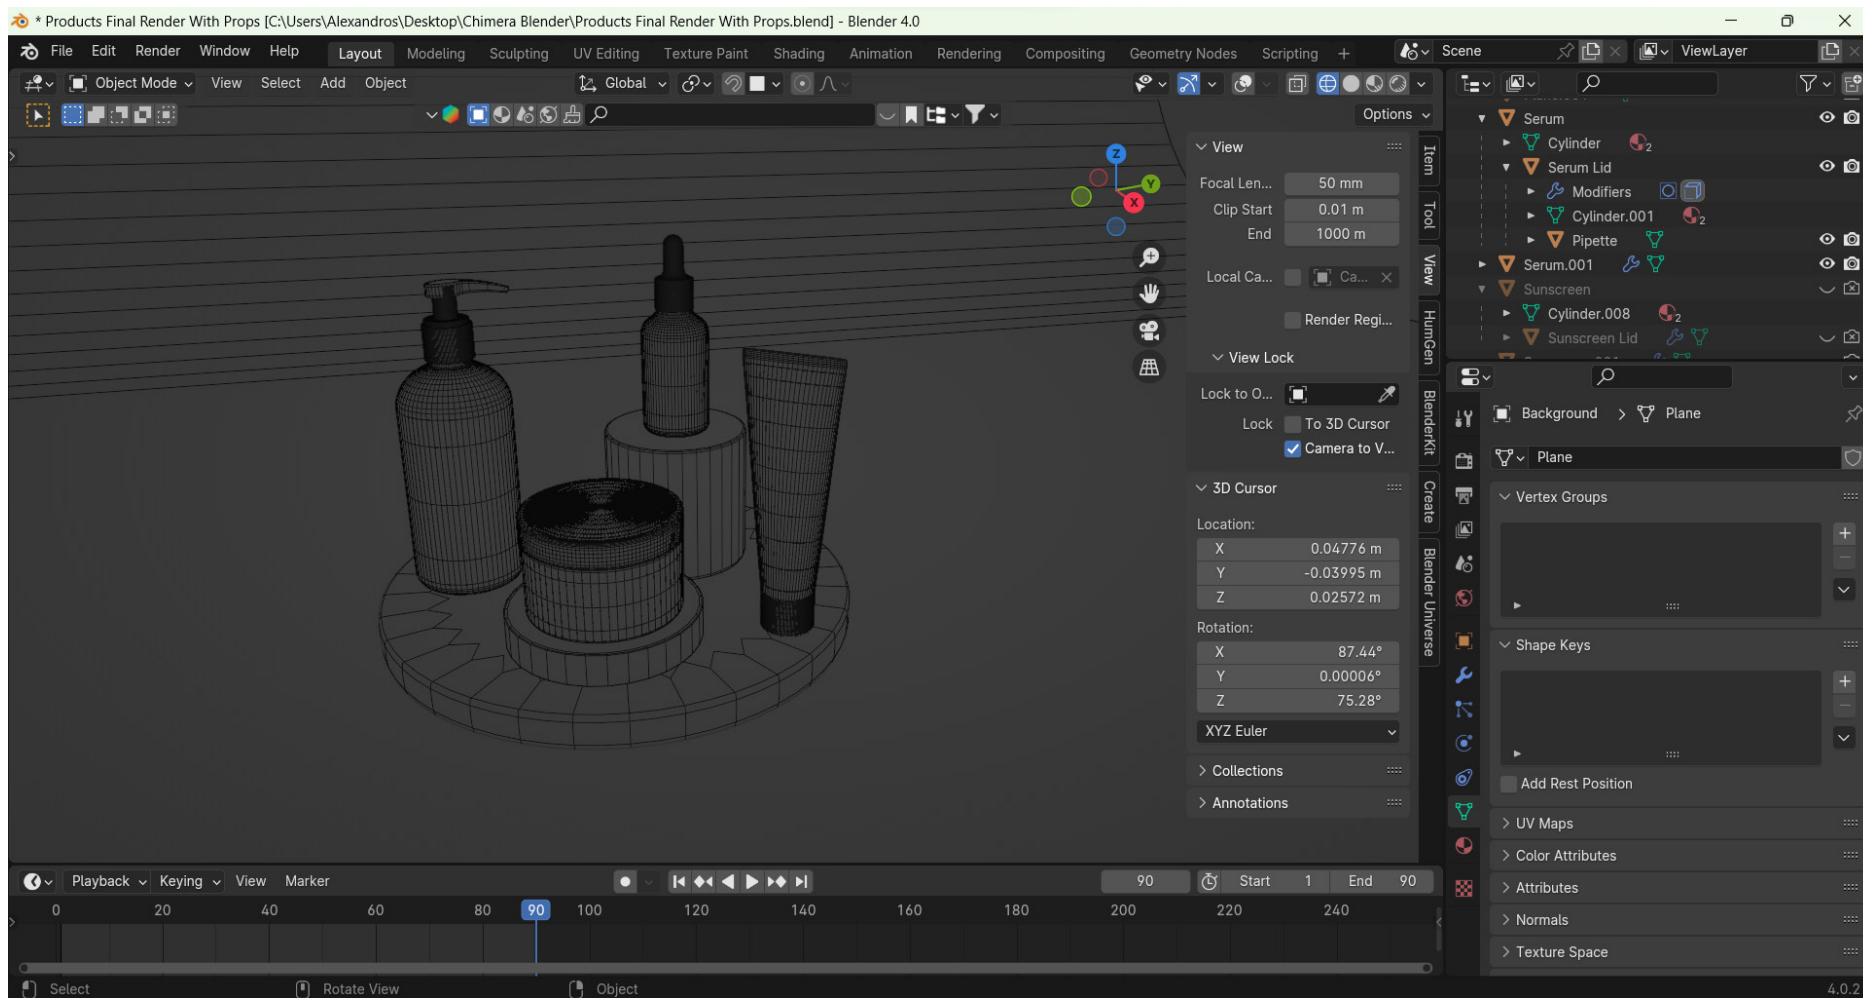 * Products Final Render With Props [C:\Users\Alexandros\Desktop\Chimera Blender\Products Final Render With Props.blend] - Blender 4.0
File Edit Render Window Help Layout Modeling Sculpting UV Editing Texture Paint Shading Animation Rendering Compositing Geometry Nodes Scripting + Scene ViewLayer
Object Mode View Select Add Object Global
Options
Z
Y
X
View
Focal Len... 50 mm
Clip Start 0.01 m
End 1000 m
Local Ca... Ca...
Render Regi...
View Lock
Lock to O...
Lock To 3D Cursor
Camera to V...
3D Cursor
Location:
X 0.04776 m
Y -0.03995 m
Z 0.02572 m
Rotation:
X 87.44°
Y 0.00006°
Z 75.28°
XYZ Euler
Collections
Annotations
Item
Tool
View
HumGen
BlenderKit
Create
Blender Universe
Serum
Cylinder 2
Serum Lid
Modifiers
Cylinder.001 2
Pipette
Serum.001
Sunscreen
Cylinder.008 2
Sunscreen Lid
Background > Plane
Plane
Vertex Groups
Shape Keys
Add Rest Position
UV Maps
Color Attributes
Attributes
Normals
Texture Space
Playback Keying View Marker 90 Start 1 End 90
0 20 40 60 80 90 100 120 140 160 180 200 220 240
Select Rotate View Object 4.0.2